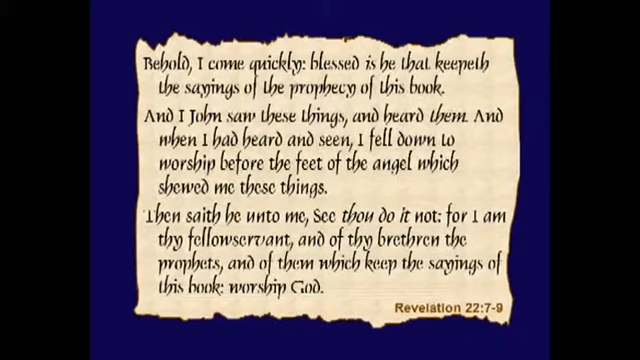 Behold, I come quickly: blessed is he that keepeth
the sayings of the prophecy of this book.
And I John saw these things, and heard them. And
when I had heard and seen, I fell down to
worship before the feet of the angel which
shewed me these things.
Then saith he unto me, See thou do it not: for I am
thy fellowservant, and of thy brethren the
prophets, and of them which keep the sayings of
this book: worship God.
Revelation 22:7-9